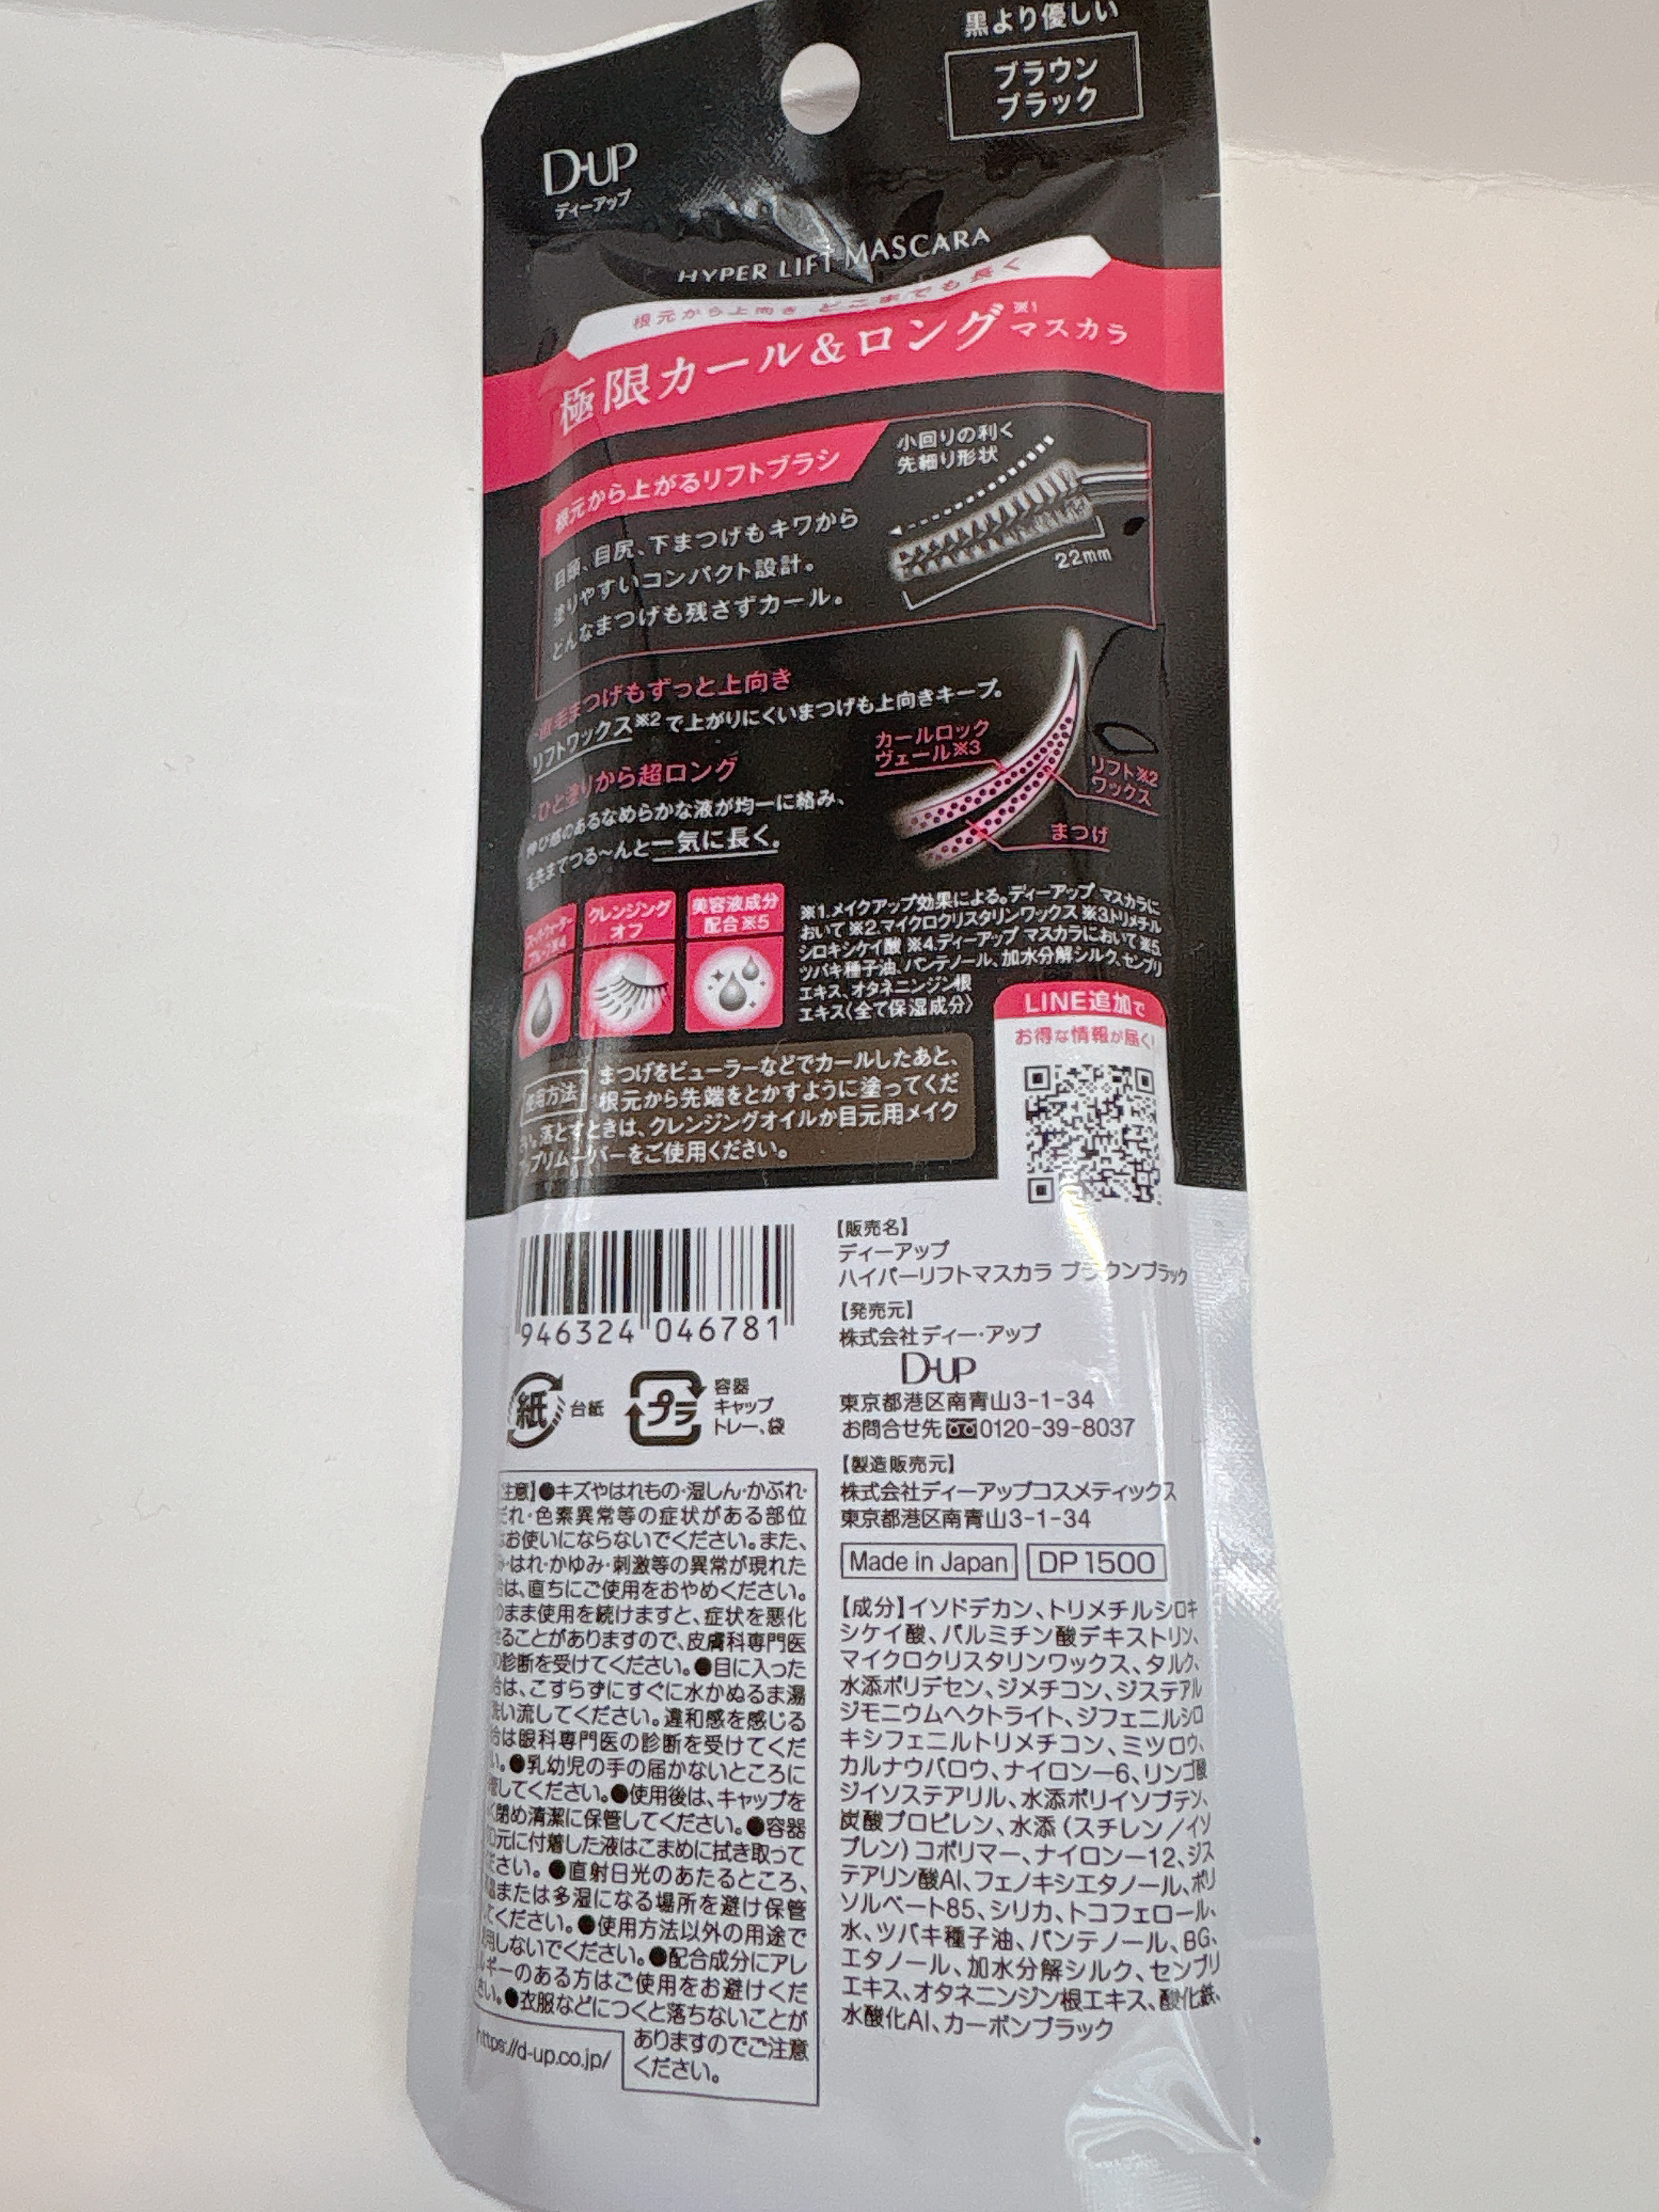 黒より優しい
ブラウン
ブラック
D-UP
ディーアップ
HYPER LIFT MASCARA
根元から上向き どこまでも長く
極限カール&ロング※1マスカラ
根元から上がるリフトブラシ
小回りの利く
先細り形状
目頭、目尻、下まつげもキワから
塗りやすいコンパクト設計。
どんなまつげも残さずカール。
22mm
直毛まつげもずっと上向き
リフトワックス※2で上がりにくいまつげも上向きキープ。
ひと塗りから超ロング
伸び感のあるなめらかな液が均一に絡み、
毛先までつる〜んと一気に長く。
カールロック
ヴェール※3
リフト※2
ワックス
まつげ
プルーフ※4
クレンジング
オフ
美容液成分
配合※5
※1.メイクアップ効果による。ディーアップ マスカラに
おいて ※2.マイクロクリスタリンワックス ※3.トリメチル
シロキシケイ酸 ※4.ディーアップ マスカラにおいて ※5.
ツバキ種子油、パンテノール、加水分解シルク、センブリ
エキス、オタネニンジン根
エキス〈全て保湿成分〉
LINE追加で
お得な情報が届く!
使用方法 まつげをビューラーなどでカールしたあと、
根元から先端をとかすように塗ってくだ
い。落とすときは、クレンジングオイルか目元用メイク
プリムーバーをご使用ください。
946324 046781
紙 台紙
プラ
容器
キャップ
トレー、袋
【販売名】
ディーアップ
ハイパーリフトマスカラ ブラウンブラック
【発売元】
株式会社ディー・アップ
D-UP
東京都港区南青山3-1-34
お問合せ先 0120-39-8037
【製造販売元】
株式会社ディーアップコスメティックス
東京都港区南青山3-1-34
Made in Japan DP1500
【成分】イソドデカン、トリメチルシロキ
シケイ酸、パルミチン酸デキストリン、
マイクロクリスタリンワックス、タルク、
水添ポリデセン、ジメチコン、ジステアル
ジモニウムヘクトライト、ジフェニルシロ
キシフェニルトリメチコン、ミツロウ、
カルナウバロウ、ナイロン-6、リンゴ酸
ジイソステアリル、水添ポリイソブテン、
炭酸プロピレン、水添(スチレン/イソ
プレン)コポリマー、ナイロン-12、ジス
テアリン酸Al、フェノキシエタノール、ポリ
ソルベート85、シリカ、トコフェロール、
水、ツバキ種子油、パンテノール、BG、
エタノール、加水分解シルク、センブリ
エキス、オタネニンジン根エキス、酸化鉄、
水酸化Al、カーボンブラック
注意】●キズやはれもの・湿しん・かぶれ・
だれ・色素異常等の症状がある部位
はお使いにならないでください。また、
・はれ・かゆみ・刺激等の異常が現れた
合は、直ちにご使用をおやめください。
のまま使用を続けますと、症状を悪化
せることがありますので、皮膚科専門医
の診断を受けてください。●目に入った
合は、こすらずにすぐに水かぬるま湯
洗い流してください。違和感を感じる
合は眼科専門医の診断を受けてくだ
い。●乳幼児の手の届かないところに
管してください。●使用後は、キャップを
く閉め清潔に保管してください。●容器
口元に付着した液はこまめに拭き取って
ださい。●直射日光のあたるところ、
温または多湿になる場所を避け保管
てください。●使用方法以外の用途で
用しないでください。●配合成分にアレ
ルギーのある方はご使用をお避けくだ
さい。●衣服などにつくと落ちないことが
ありますのでご注意
ください。
https://d-up.co.jp/